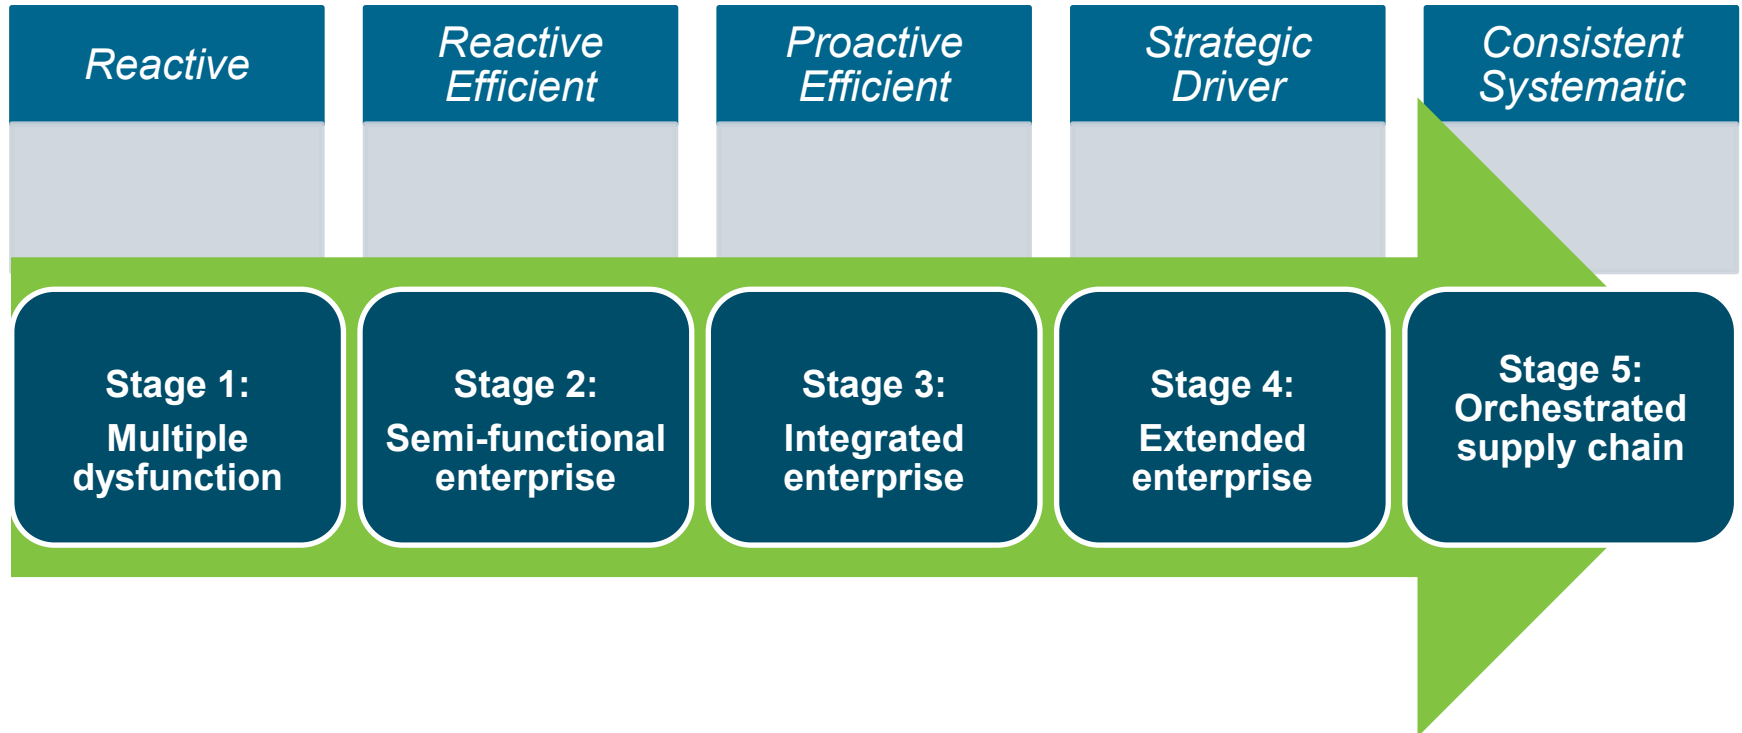 Reactive
Reactive
Efficient
Proactive
Efficient
Strategic
Driver
Consistent
Systematic
Stage 1:
Multiple
dysfunction
Stage 2:
Semi-functional
enterprise
Stage 3:
Integrated
enterprise
Stage 4:
Extended
enterprise
Stage 5:
Orchestrated
supply chain